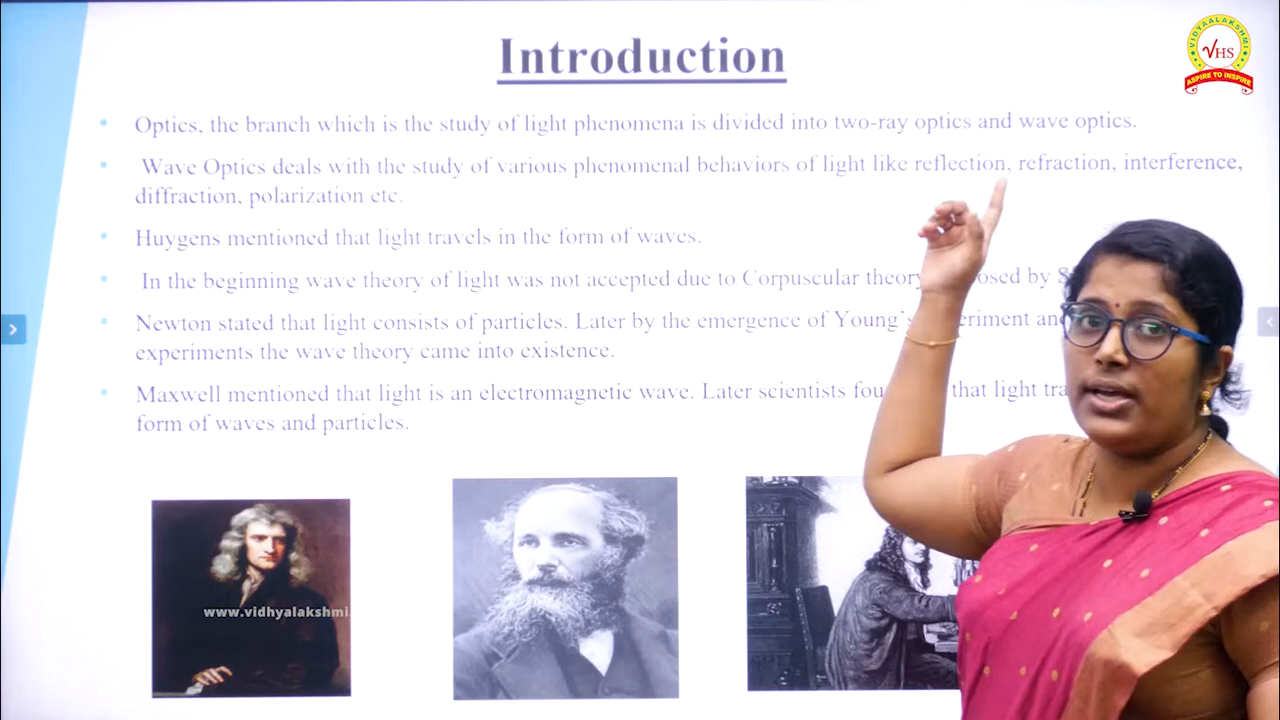 Introduction
VIDYAALAKSHMI
VHS
ASPIRE TO INSPIRE
• Optics, the branch which is the study of light phenomena is divided into two-ray optics and wave optics.
• Wave Optics deals with the study of various phenomenal behaviors of light like reflection, refraction, interference,
diffraction, polarization etc.
• Huygens mentioned that light travels in the form of waves.
• In the beginning wave theory of light was not accepted due to Corpuscular theory by
• Newton stated that light consists of particles. Later by the emergence of Young's
experiments the wave theory came into existence.
• Maxwell mentioned that light is an electromagnetic wave. Later scientists that light
form of waves and particles.
www.vidhyalakshmi